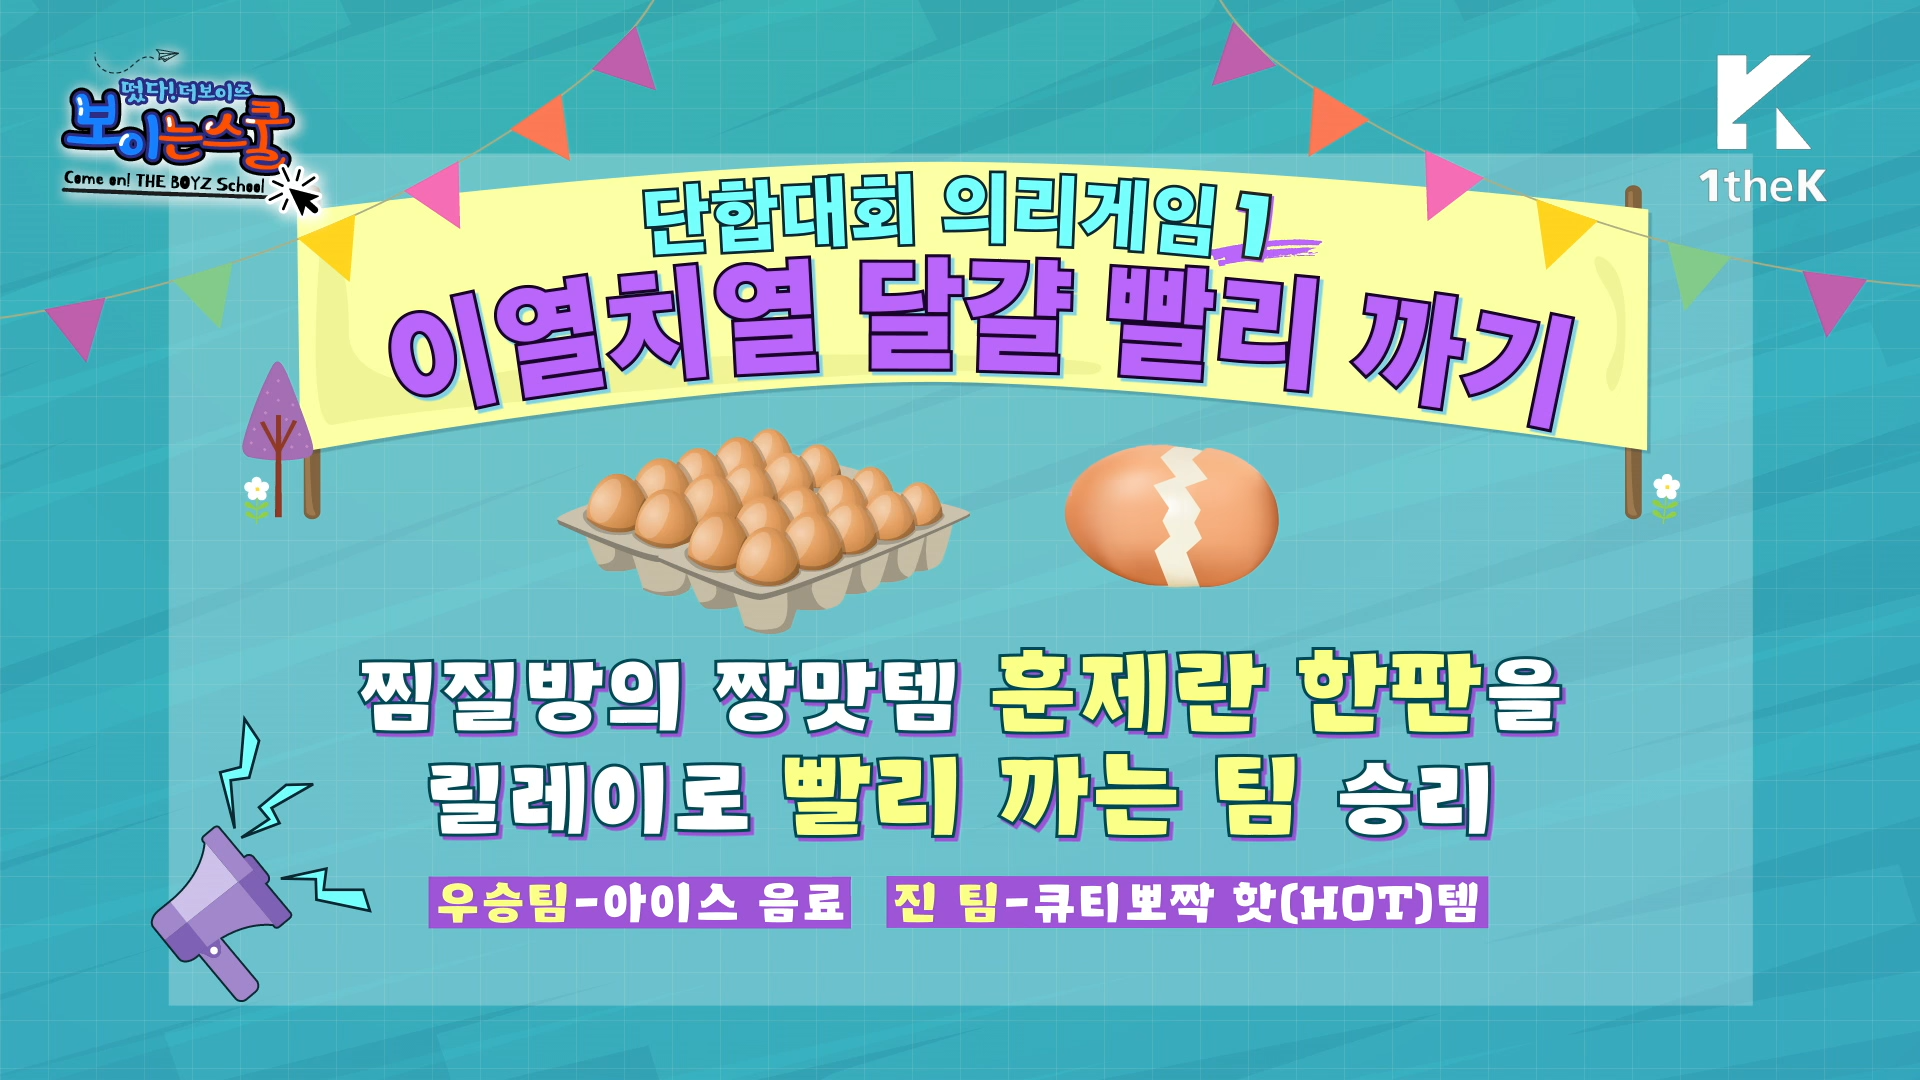 떴다!더보이즈
보이는스쿨
Come on! THE BOYZ School
1theK
단합대회 의리게임 1
이열치열 달걀 빨리 까기
찜질방의 짱맛템 훈제란 한판을
릴레이로 빨리 까는 팀 승리
우승팀-아이스 음료
진 팀-큐티뽀짝 핫(HOT)템